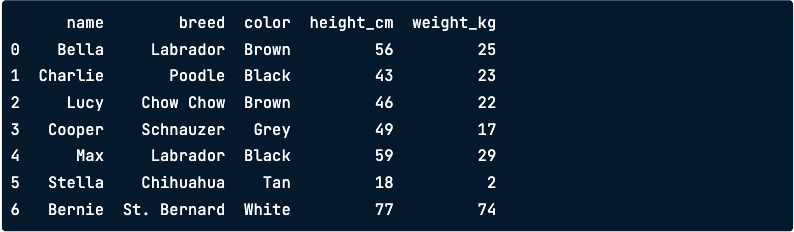 name breed color height_cm weight_kg
0 Bella Labrador Brown 56 25
1 Charlie Poodle Black 43 23
2 Lucy Chow Chow Brown 46 22
3 Cooper Schnauzer Grey 49 17
4 Max Labrador Black 59 29
5 Stella Chihuahua Tan 18 2
6 Bernie St. Bernard White 77 74